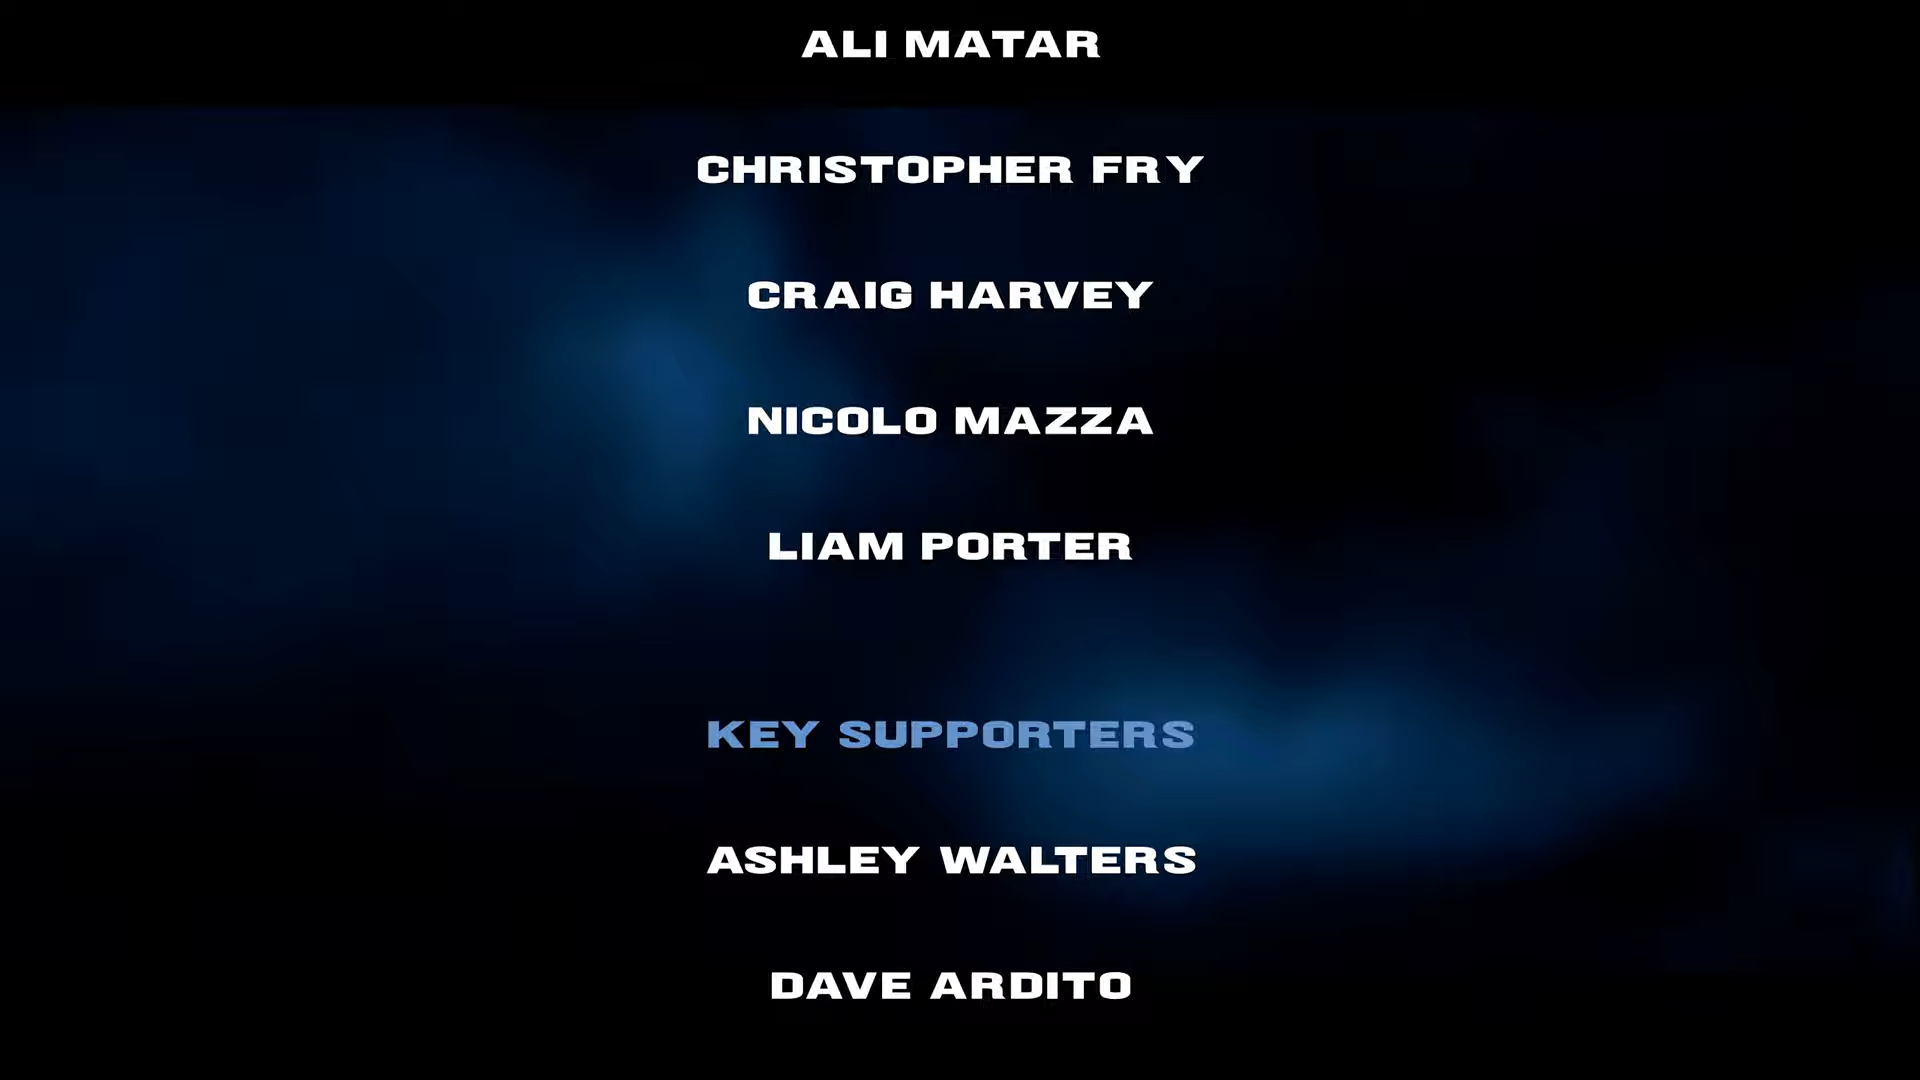 ALI MATAR
CHRISTOPHER FRY
CRAIG HARVEY
NICOLO MAZZA
LIAM PORTER
KEY SUPPORTERS
ASHLEY WALTERS
DAVE ARDITO